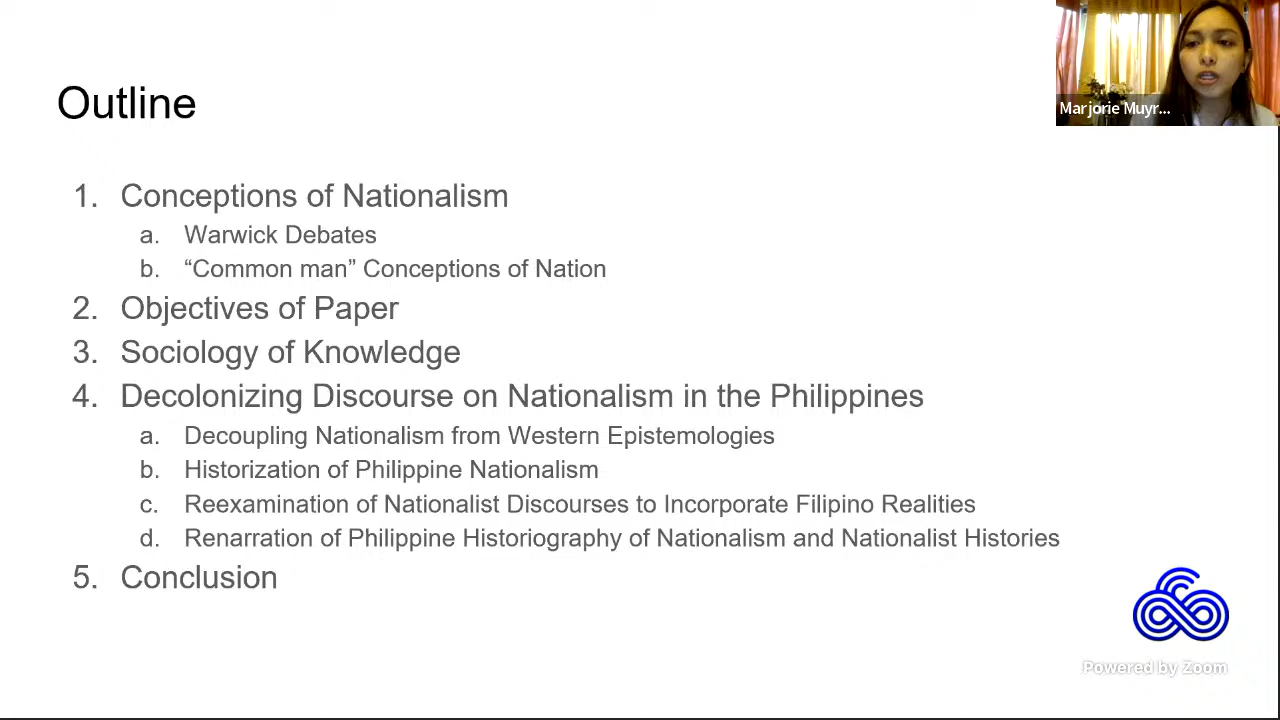 Outline
1. Conceptions of Nationalism
a. Warwick Debates
b. “Common man” Conceptions of Nation
2. Objectives of Paper
3. Sociology of Knowledge
4. Decolonizing Discourse on Nationalism in the Philippines
a. Decoupling Nationalism from Western Epistemologies
b. Historization of Philippine Nationalism
c. Reexamination of Nationalist Discourses to Incorporate Filipino Realities
d. Renarration of Philippine Historiography of Nationalism and Nationalist Histories
5. Conclusion
Marjorie Muyr...
Powered by Zoom